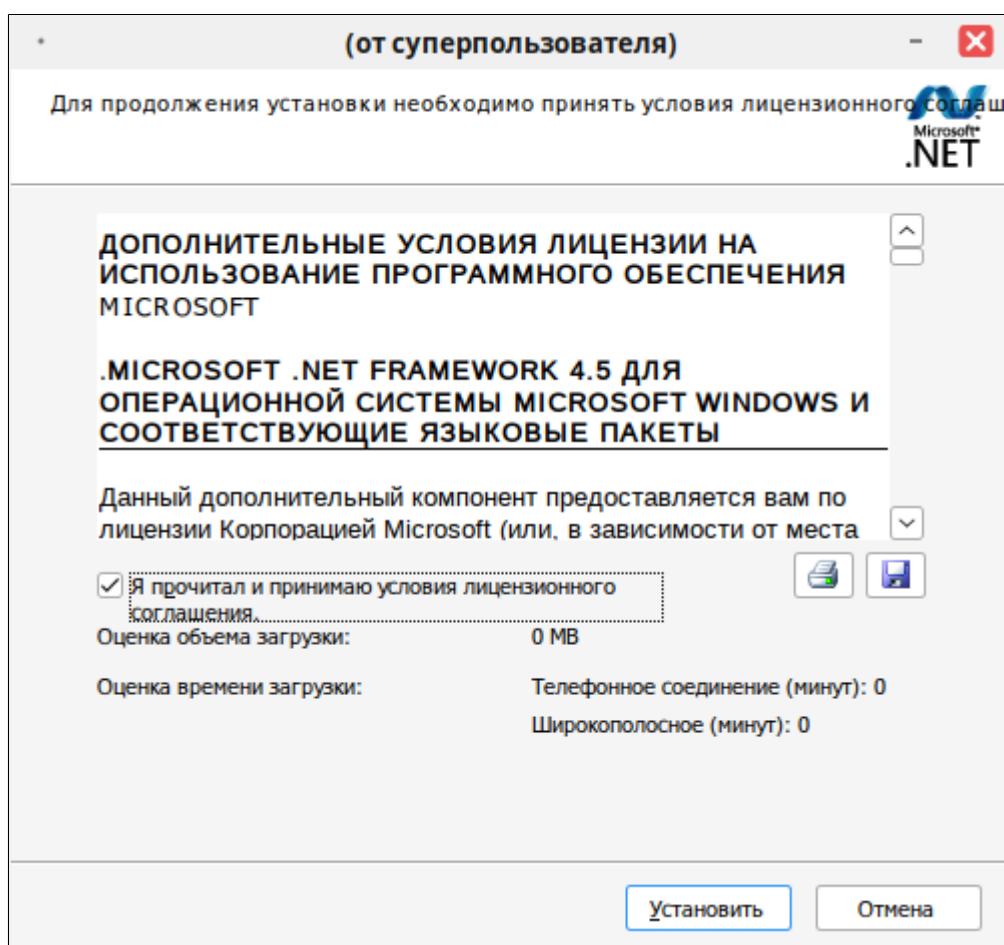 (от суперпользователя)
Для продолжения установки необходимо принять условия лицензионного соглаш
Microsoft®
.NET
ДОПОЛНИТЕЛЬНЫЕ УСЛОВИЯ ЛИЦЕНЗИИ НА
ИСПОЛЬЗОВАНИЕ ПРОГРАММНОГО ОБЕСПЕЧЕНИЯ
MICROSOFT
.MICROSOFT .NET FRAMEWORK 4.5 ДЛЯ
ОПЕРАЦИОННОЙ СИСТЕМЫ MICROSOFT WINDOWS И
СООТВЕТСТВУЮЩИЕ ЯЗЫКОВЫЕ ПАКЕТЫ
Данный дополнительный компонент предоставляется вам по
лицензии Корпорацией Microsoft (или, в зависимости от места
Я прочитал и принимаю условия лицензионного
соглашения.
Оценка объема загрузки: 0 MB
Оценка времени загрузки: Телефонное соединение (минут): 0
Широкополосное (минут): 0
Установить Отмена